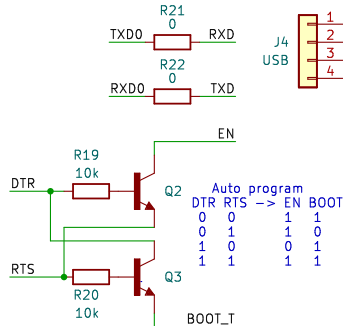 R21
0
TXD0 RXD
R22
0
RXD0 TXD
J4
USB
1
2
3
4
EN
R19
10k
DTR
Q2
Auto program
DTR RTS -> EN BOOT
0 0 1 1
0 1 1 0
1 0 0 1
1 1 1 1
RTS
Q3
R20
10k
BOOT_T